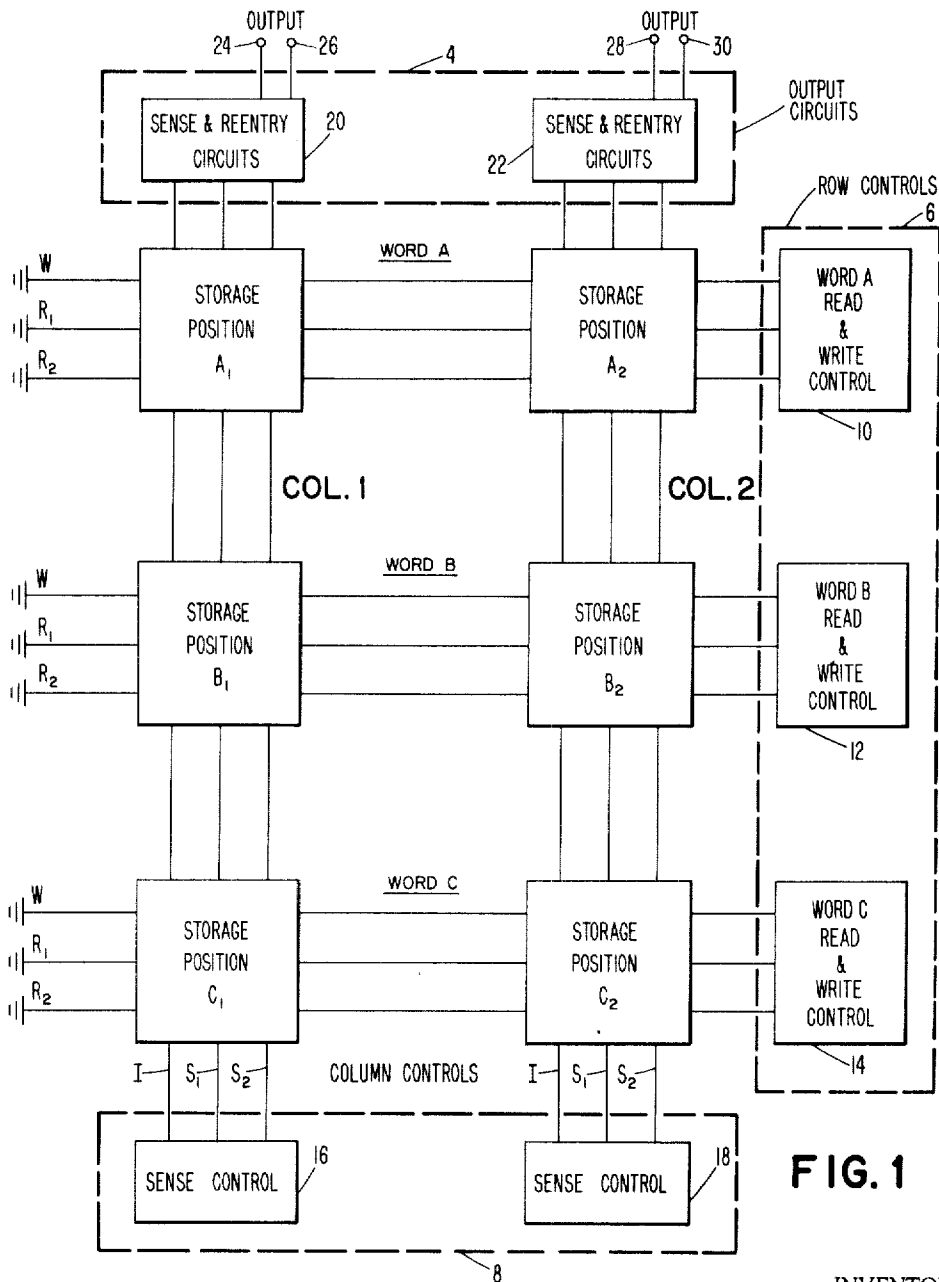 OUTPUT
24
26
OUTPUT
28
30
4
SENSE & REENTRY
CIRCUITS
20
SENSE & REENTRY
CIRCUITS
22
OUTPUT
CIRCUITS
ROW CONTROLS
6
W
R₁
R₂
STORAGE
POSITION
A₁
WORD A
STORAGE
POSITION
A₂
WORD A
READ
&
WRITE
CONTROL
10
COL. 1
COL. 2
W
R₁
R₂
STORAGE
POSITION
B₁
WORD B
STORAGE
POSITION
B₂
WORD B
READ
&
WRITE
CONTROL
12
W
R₁
R₂
STORAGE
POSITION
C₁
WORD C
STORAGE
POSITION
C₂
WORD C
READ
&
WRITE
CONTROL
14
I
S₁
S₂
COLUMN CONTROLS
I
S₁
S₂
SENSE CONTROL
16
SENSE CONTROL
18
8
FIG. 1